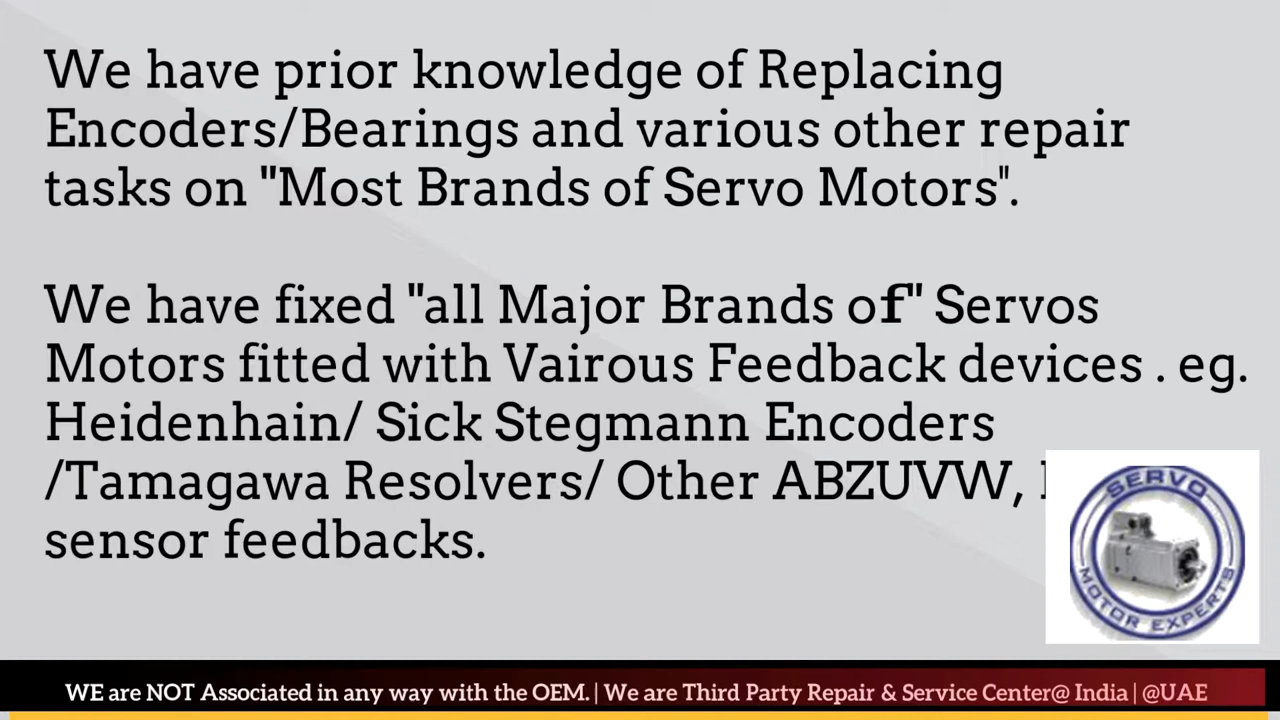 We have prior knowledge of Replacing
Encoders/Bearings and various other repair
tasks on "Most Brands of Servo Motors".
We have fixed "all Major Brands of" Servos
Motors fitted with Vairous Feedback devices . eg.
Heidenhain/ Sick Stegmann Encoders
/Tamagawa Resolvers/ Other ABZUVW,
sensor feedbacks.
SERVO
MOTOR EXPERTS
WE are NOT Associated in any way with the OEM. | We are Third Party Repair & Service Center@ India | @UAE